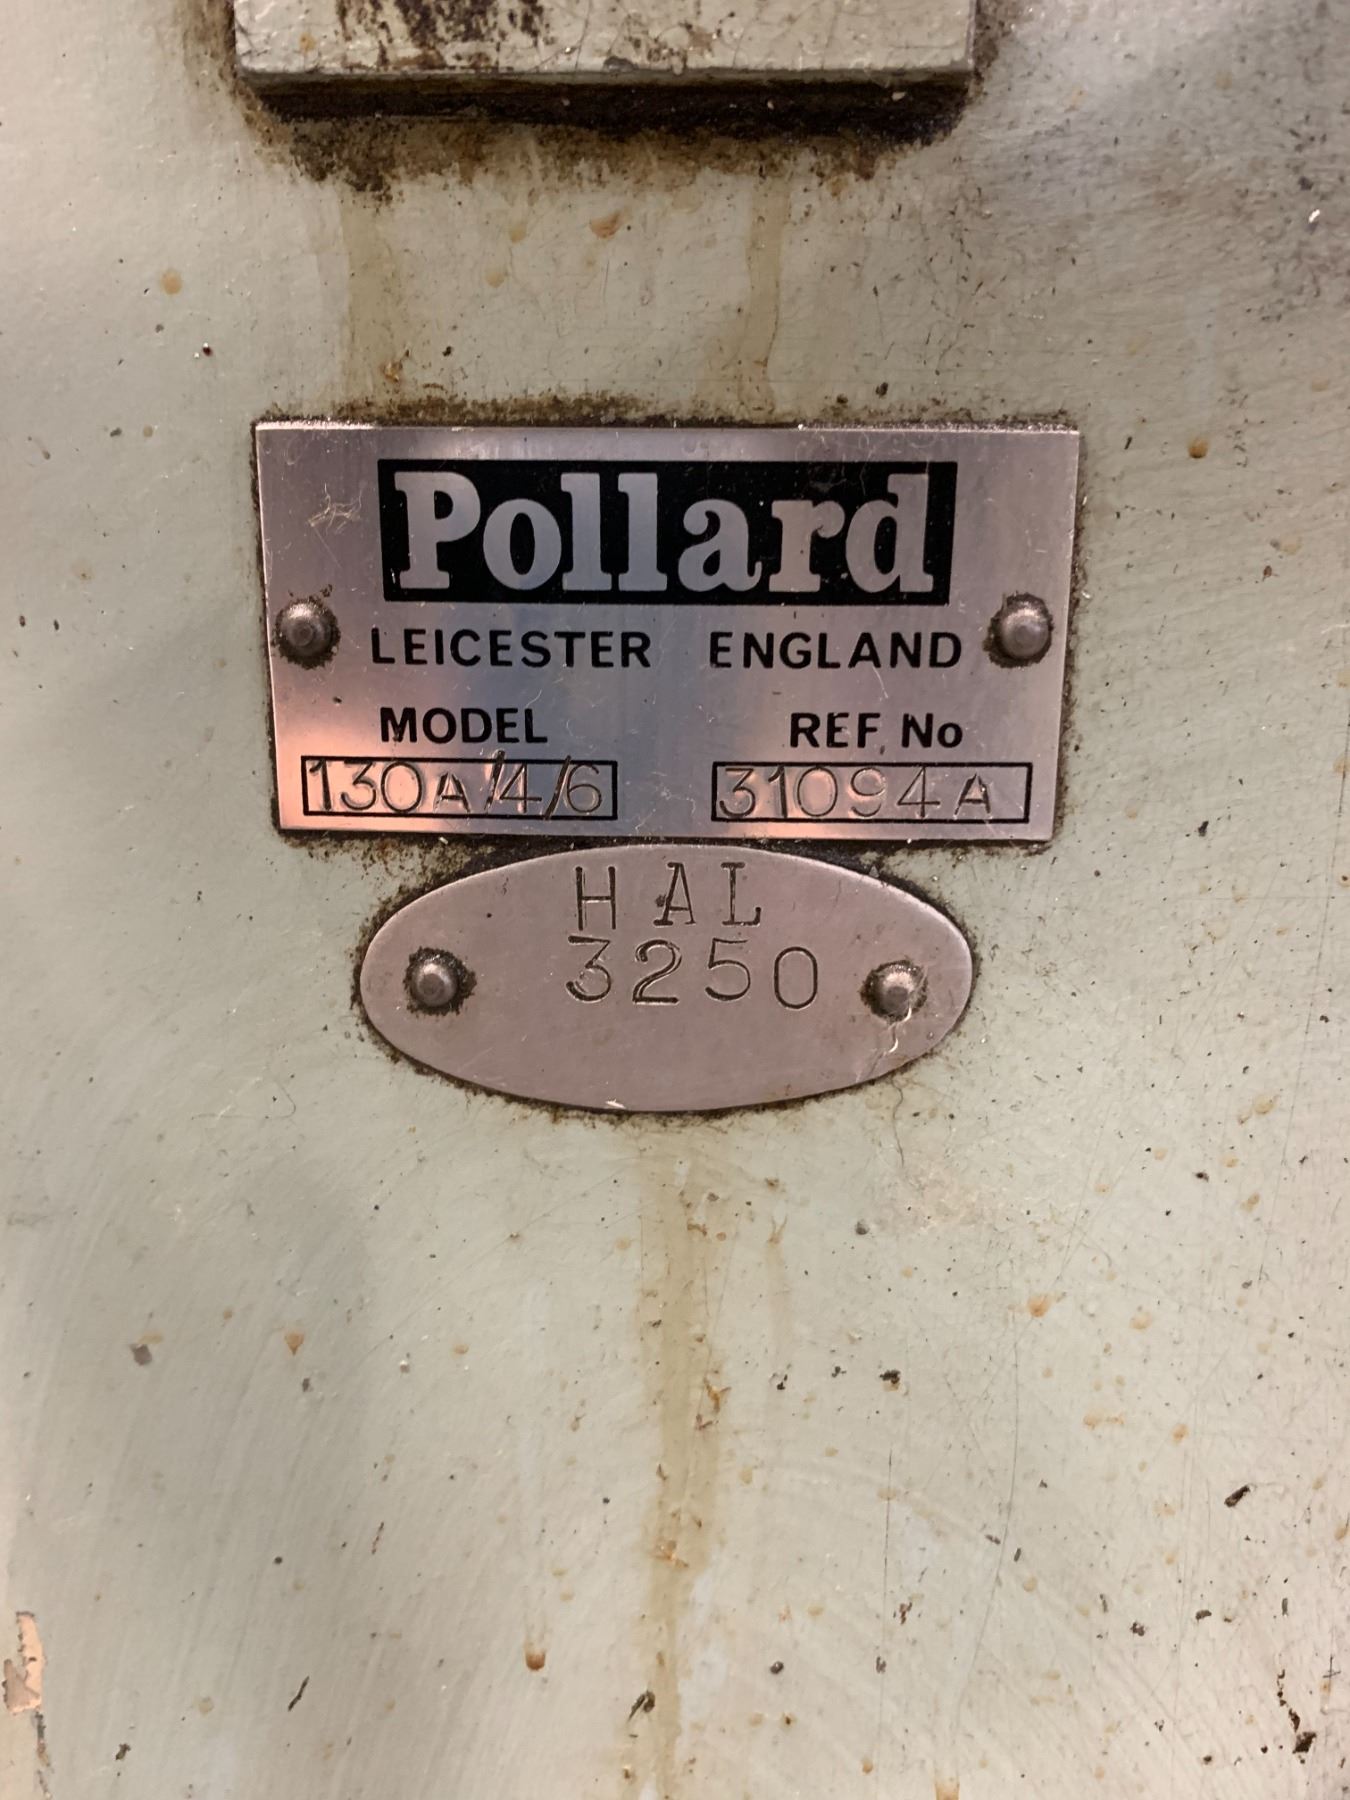 Pollard
LEICESTER ENGLAND
MODEL REF. No
130A/4/6 31094A
HAL
3250